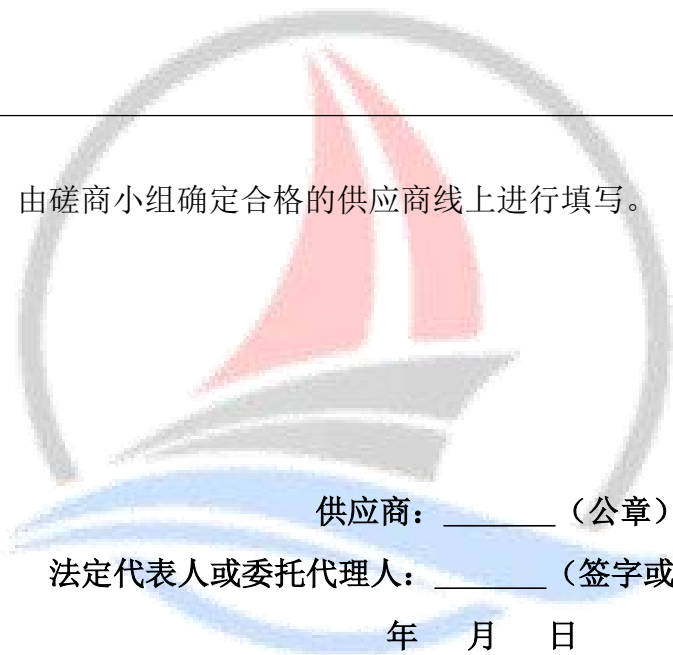 由磋商小组确定合格的供应商线上进行填写。
供应商：______（公章）
法定代表人或委托代理人：______（签字或
年 月 日